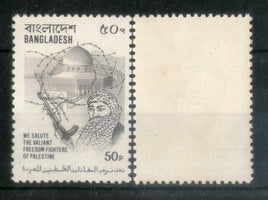 বাংলাদেশ ৫০প
BANGLADESH
WE SALUTE
THE VALIANT
FREEDOM FIGHTERS
OF PALESTINE
50p